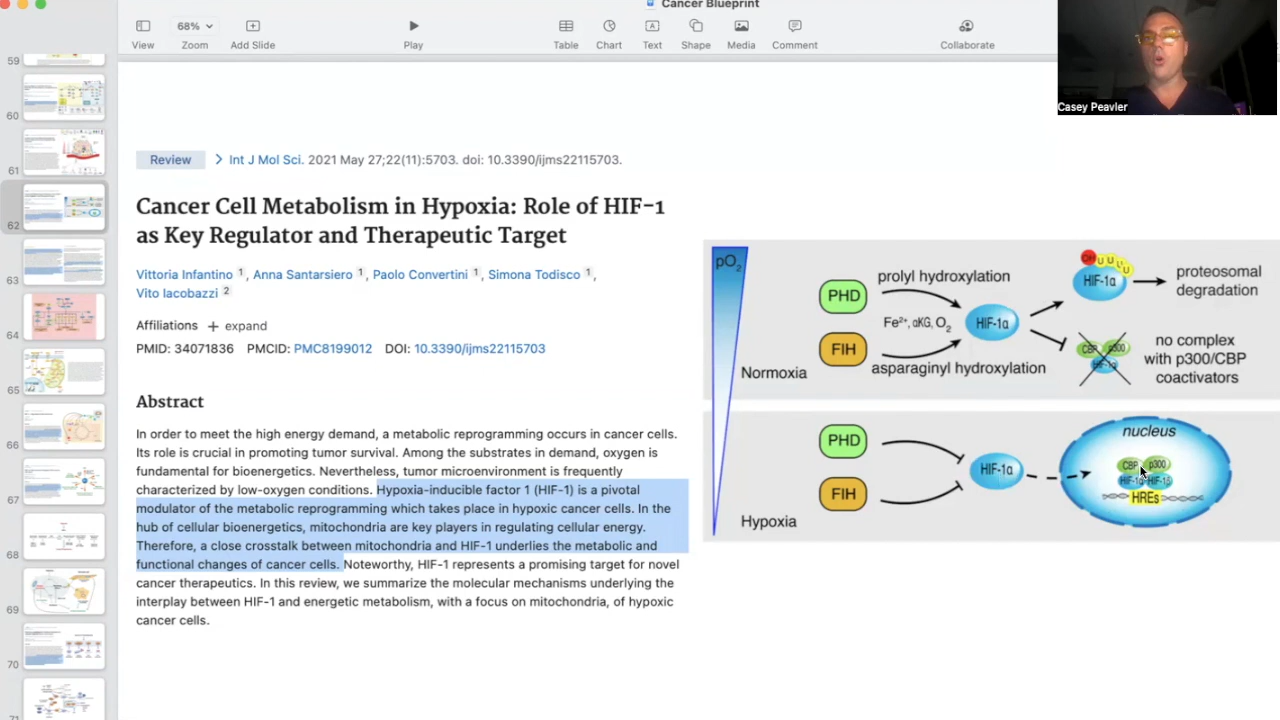 Cancer Blueprint
68%
View
Zoom
Add Slide
Play
Table
Chart
Text
Shape
Media
Comment
Collaborate
Casey Peavler
59
60
61
62
63
64
65
66
67
68
69
70
71
Review > Int J Mol Sci. 2021 May 27;22(11):5703. doi: 10.3390/ijms22115703.
Cancer Cell Metabolism in Hypoxia: Role of HIF-1
as Key Regulator and Therapeutic Target
Vittoria Infantino 1, Anna Santarsiero 1, Paolo Convertini 1, Simona Todisco 1,
Vito Iacobazzi 2
Affiliations + expand
PMID: 34071836 PMCID: PMC8199012 DOI: 10.3390/ijms22115703
Abstract
In order to meet the high energy demand, a metabolic reprogramming occurs in cancer cells.
Its role is crucial in promoting tumor survival. Among the substrates in demand, oxygen is
fundamental for bioenergetics. Nevertheless, tumor microenvironment is frequently
characterized by low-oxygen conditions. Hypoxia-inducible factor 1 (HIF-1) is a pivotal
modulator of the metabolic reprogramming which takes place in hypoxic cancer cells. In the
hub of cellular bioenergetics, mitochondria are key players in regulating cellular energy.
Therefore, a close crosstalk between mitochondria and HIF-1 underlies the metabolic and
functional changes of cancer cells. Noteworthy, HIF-1 represents a promising target for novel
cancer therapeutics. In this review, we summarize the molecular mechanisms underlying the
interplay between HIF-1 and energetic metabolism, with a focus on mitochondria, of hypoxic
cancer cells.
pO2
Normoxia
PHD
FIH
prolyl hydroxylation
Fe2+, αKG, O2
asparaginyl hydroxylation
HIF-1α
OH U U U U
HIF-1α
proteosomal
degradation
CBP p300
HIF-1α
no complex
with p300/CBP
coactivators
Hypoxia
PHD
FIH
HIF-1α
nucleus
CBP p300
HIF-1α HIF-1β
HREs